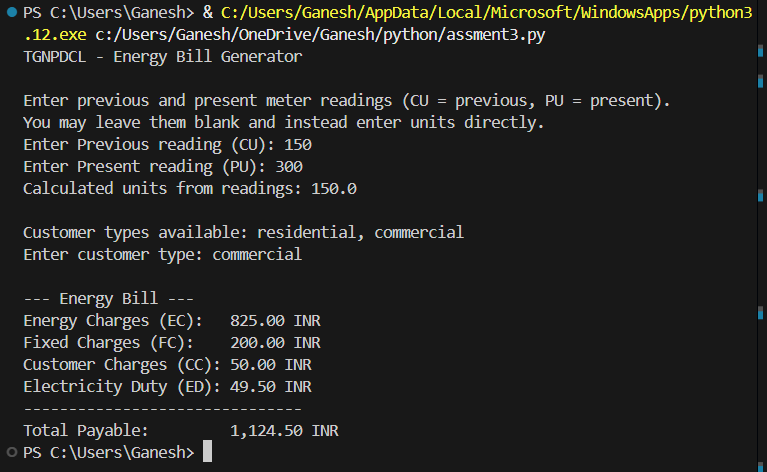 PS C:\Users\Ganesh> & C:/Users/Ganesh/AppData/Local/Microsoft/WindowsApps/python3
.12.exe c:/Users/Ganesh/OneDrive/Ganesh/python/assment3.py
TGNPDCL - Energy Bill Generator
Enter previous and present meter readings (CU = previous, PU = present).
You may leave them blank and instead enter units directly.
Enter Previous reading (CU): 150
Enter Present reading (PU): 300
Calculated units from readings: 150.0
Customer types available: residential, commercial
Enter customer type: commercial
--- Energy Bill ---
Energy Charges (EC):   825.00 INR
Fixed Charges (FC):    200.00 INR
Customer Charges (CC): 50.00 INR
Electricity Duty (ED): 49.50 INR
-------------------------------
Total Payable:         1,124.50 INR
PS C:\Users\Ganesh>